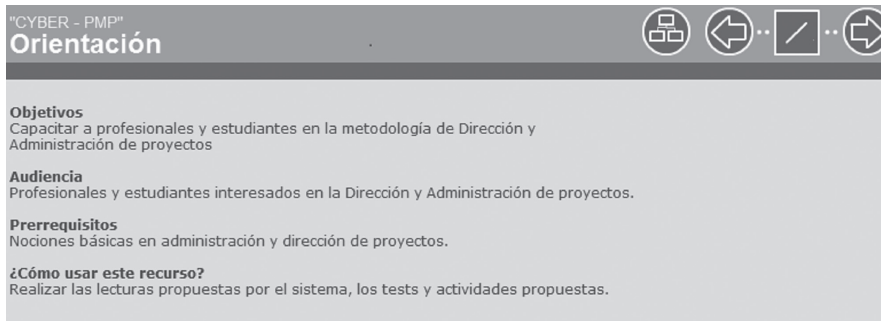 "CYBER - PMP"
Orientación
Objetivos
Capacitar a profesionales y estudiantes en la metodología de Dirección y
Administración de proyectos
Audiencia
Profesionales y estudiantes interesados en la Dirección y Administración de proyectos.
Prerrequisitos
Nociones básicas en administración y dirección de proyectos.
¿Cómo usar este recurso?
Realizar las lecturas propuestas por el sistema, los tests y actividades propuestas.